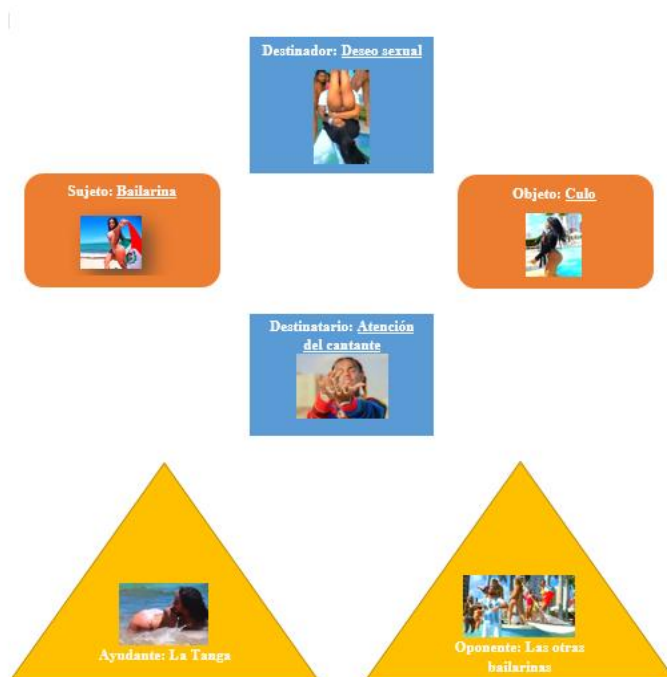 Destinador: Deseo sexual
Sujeto: Bailarina
Objeto: Culo
Destinatario: Atención
del cantante
Ayudante: La Tanga
Oponente: Las otras
bailarinas